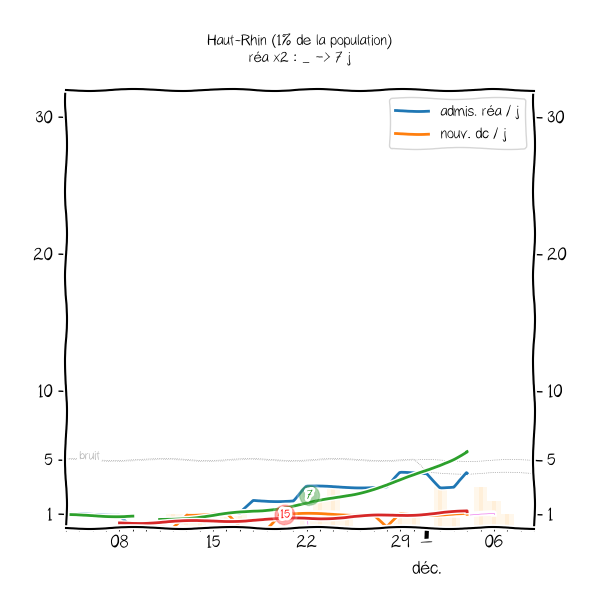 Haut-Rhin (1% de la population)
réa x2 : _ -> 7 j
admis. réa / j
nouv. dc / j
30
30
20
20
10
10
5
bruit
5
7
15
1
1
08
15
22
29
06
déc.